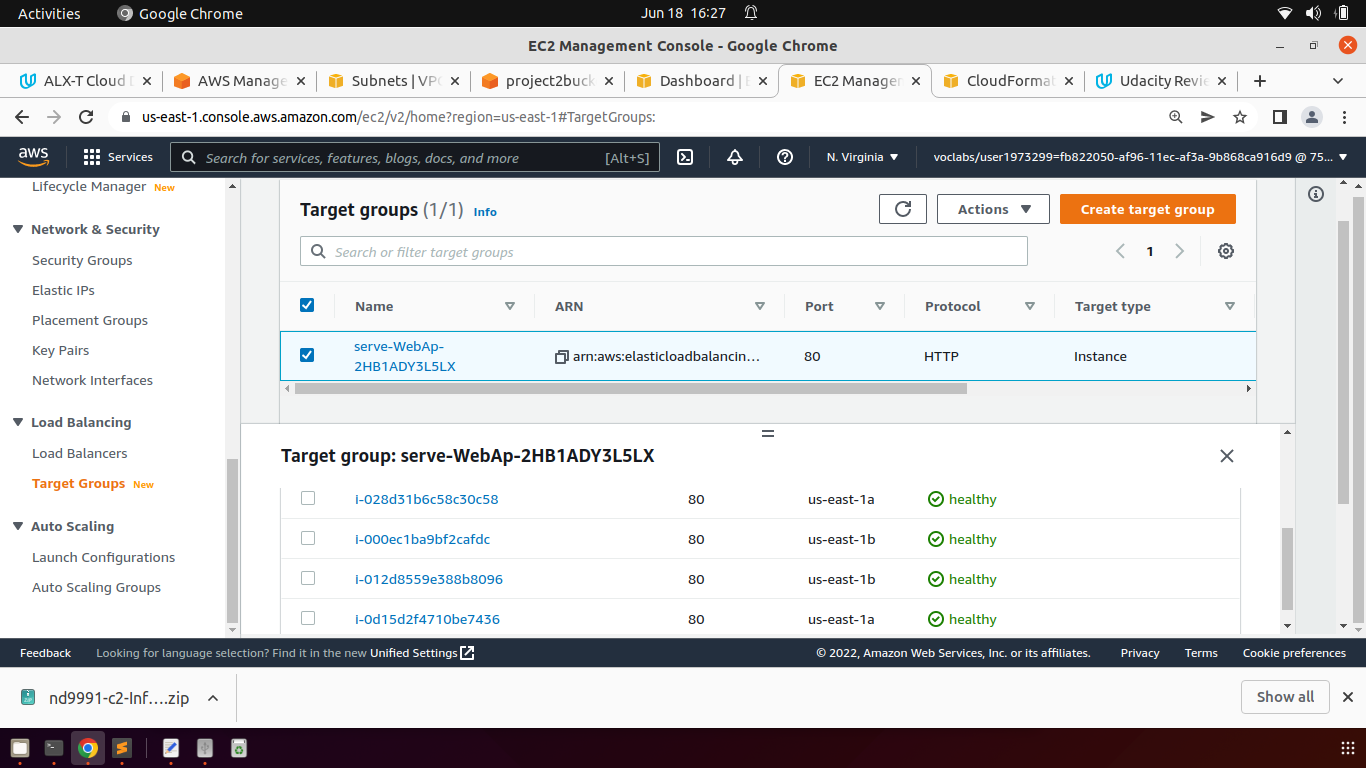 Activities Google Chrome Jun 18 16:27
EC2 Management Console - Google Chrome
ALX-T Cloud D AWS Manage Subnets | VPC project2buck Dashboard | E EC2 Manager CloudFormat Udacity Revie
us-east-1.console.aws.amazon.com/ec2/v2/home?region=us-east-1#TargetGroups:
aws Services Search for services, features, blogs, docs, and more [Alt+S] N. Virginia voclabs/user1973299=fb822050-af96-11ec-af3a-9b868ca916d9 @ 75...
Lifecycle Manager New
Network & Security
Security Groups
Elastic IPs
Placement Groups
Key Pairs
Network Interfaces
Load Balancing
Load Balancers
Target Groups New
Auto Scaling
Launch Configurations
Auto Scaling Groups
Target groups (1/1) Info Actions Create target group
Search or filter target groups 1
Name ARN Port Protocol Target type
serve-WebAp-
2HB1ADY3L5LX
arn:aws:elasticloadbalancin... 80 HTTP Instance
Target group: serve-WebAp-2HB1ADY3L5LX
i-028d31b6c58c30c58 80 us-east-1a healthy
i-000ec1ba9bf2cafdc 80 us-east-1b healthy
i-012d8559e388b8096 80 us-east-1b healthy
i-0d15d2f4710be7436 80 us-east-1a healthy
Feedback Looking for language selection? Find it in the new Unified Settings © 2022, Amazon Web Services, Inc. or its affiliates. Privacy Terms Cookie preferences
nd9991-c2-Inf....zip Show all